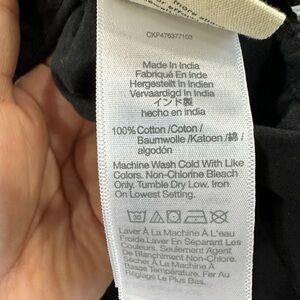 more
CKP476377103
Made In India
Fabriqué En Inde
Hergestellt in Indien
Vervaardigd In India
インド製
hecho en india
100% Cotton /Coton /
Baumwolle /Katoen /綿 /
algodón
Machine Wash Cold With Like
Colors. Non-Chlorine Bleach
Only. Tumble Dry Low. Iron
On Lowest Setting.
Laver À La Machine À L'eau
Froide. Laver En Séparant Les
Couleurs. Seulement Agent
De Blanchiment Non-Chloré.
Sécher À La Machine À
Basse Température. Fer Au
Réglage Le Plus Bas.